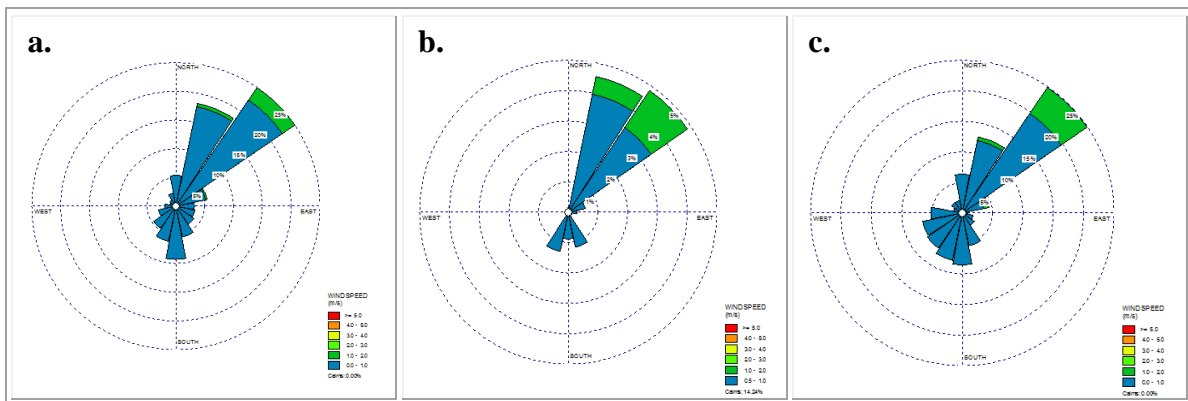 a.
NORTH
25%
20%
15%
10%
5%
WEST
EAST
SOUTH
WINDSPEED
(m/s)
>= 5.0
4.0 - 5.0
3.0 - 4.0
2.0 - 3.0
1.0 - 2.0
0.0 - 1.0
Calms: 0.00%
b.
NORTH
5%
4%
3%
2%
1%
WEST
EAST
SOUTH
WINDSPEED
(m/s)
>= 5.0
4.0 - 5.0
3.0 - 4.0
2.0 - 3.0
1.0 - 2.0
0.5 - 1.0
Calms: 14.24%
c.
NORTH
25%
20%
15%
10%
5%
WEST
EAST
SOUTH
WINDSPEED
(m/s)
>= 5.0
4.0 - 5.0
3.0 - 4.0
2.0 - 3.0
1.0 - 2.0
0.0 - 1.0
Calms: 0.00%